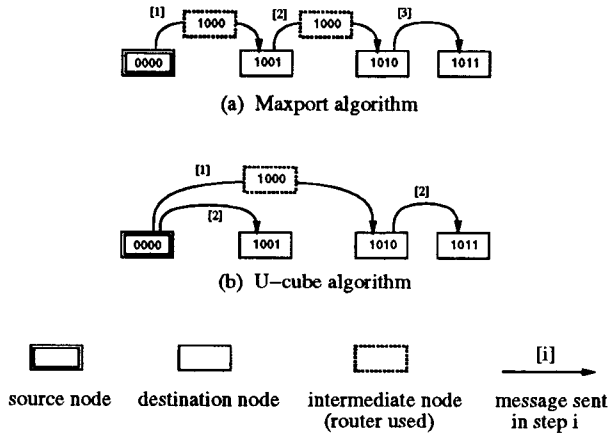 [1] 1000 [2] 1000 [3]
0000 1001 1010 1011
(a) Maxport algorithm
[1] 1000 [2]
[2]
0000 1001 1010 1011
(b) U-cube algorithm
[i]
source node destination node intermediate node message sent
(router used) in step i